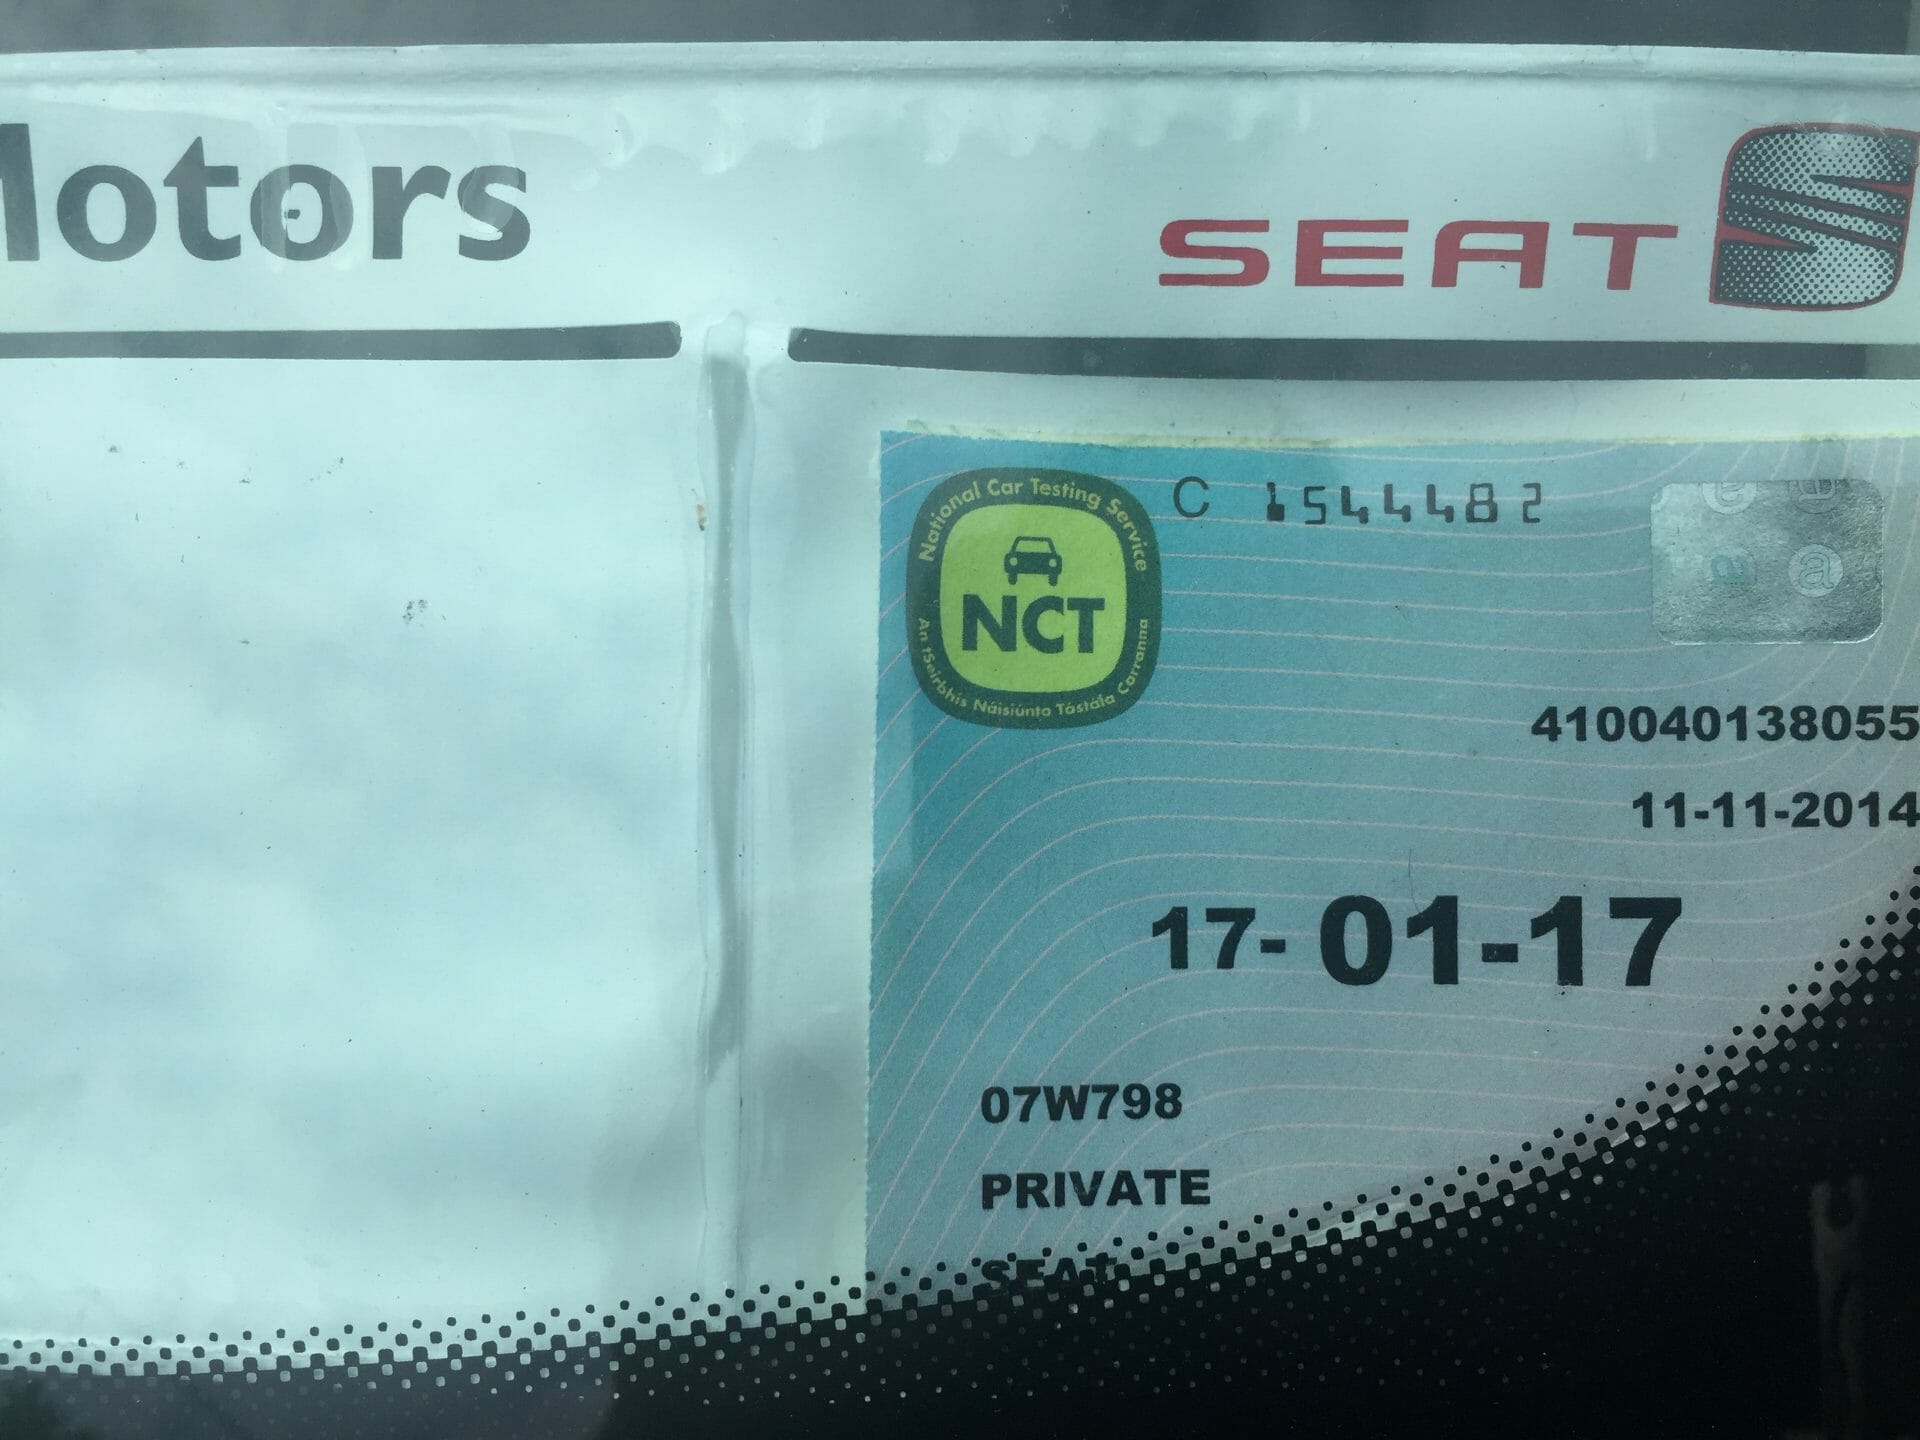 Motors
SEAT
National Car Testing Service
NCT
An tSeirbhís Náisiúnta Tástála Carranna
C 1544482
410040138055
11-11-2014
17-01-17
07W798
PRIVATE
SEAT